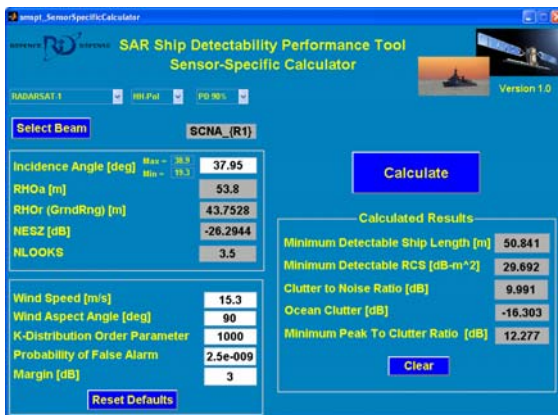 smspt_SensorSpecificCalculator
DEFENCE RD DÉFENSE
SAR Ship Detectability Performance Tool
Sensor-Specific Calculator
Version 1.0
RADARSAT-1 HH-Pol PD 90%
Select Beam SCNA_{R1}
Incidence Angle [deg] Max = 38.9 Min = 19.3 37.95
RHOa [m] 53.8
RHOr (GrndRng) [m] 43.7528
NESZ [dB] -26.2944
NLOOKS 3.5
Wind Speed [m/s] 15.3
Wind Aspect Angle [deg] 90
K-Distribution Order Parameter 1000
Probability of False Alarm 2.5e-009
Margin [dB] 3
Reset Defaults
Calculate
Calculated Results
Minimum Detectable Ship Length [m] 50.841
Minimum Detectable RCS [dB-m^2] 29.692
Clutter to Noise Ratio [dB] 9.991
Ocean Clutter [dB] -16.303
Minimum Peak To Clutter Ratio [dB] 12.277
Clear